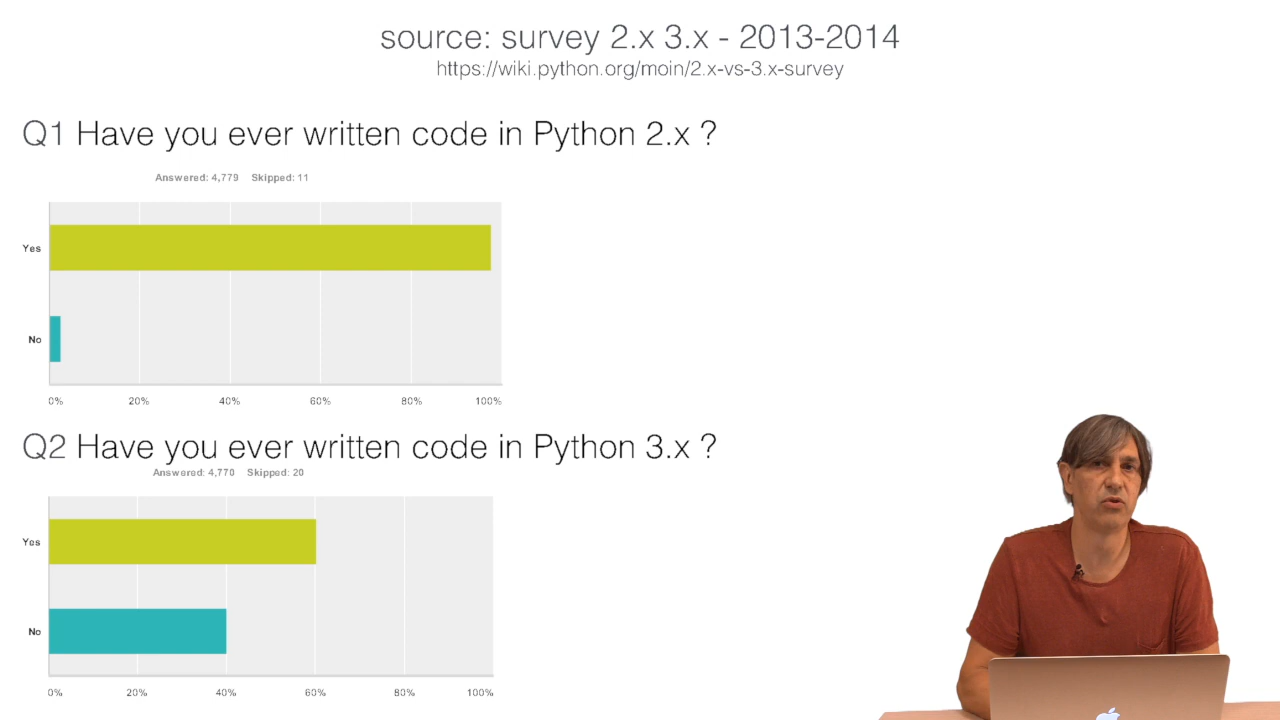 source: survey 2.x 3.x - 2013-2014
https://wiki.python.org/moin/2.x-vs-3.x-survey
Q1 Have you ever written code in Python 2.x ?
Answered: 4,779 Skipped: 11
Yes
No
0% 20% 40% 60% 80% 100%
Q2 Have you ever written code in Python 3.x ?
Answered: 4,770 Skipped: 20
Yes
No
0% 20% 40% 60% 80% 100%